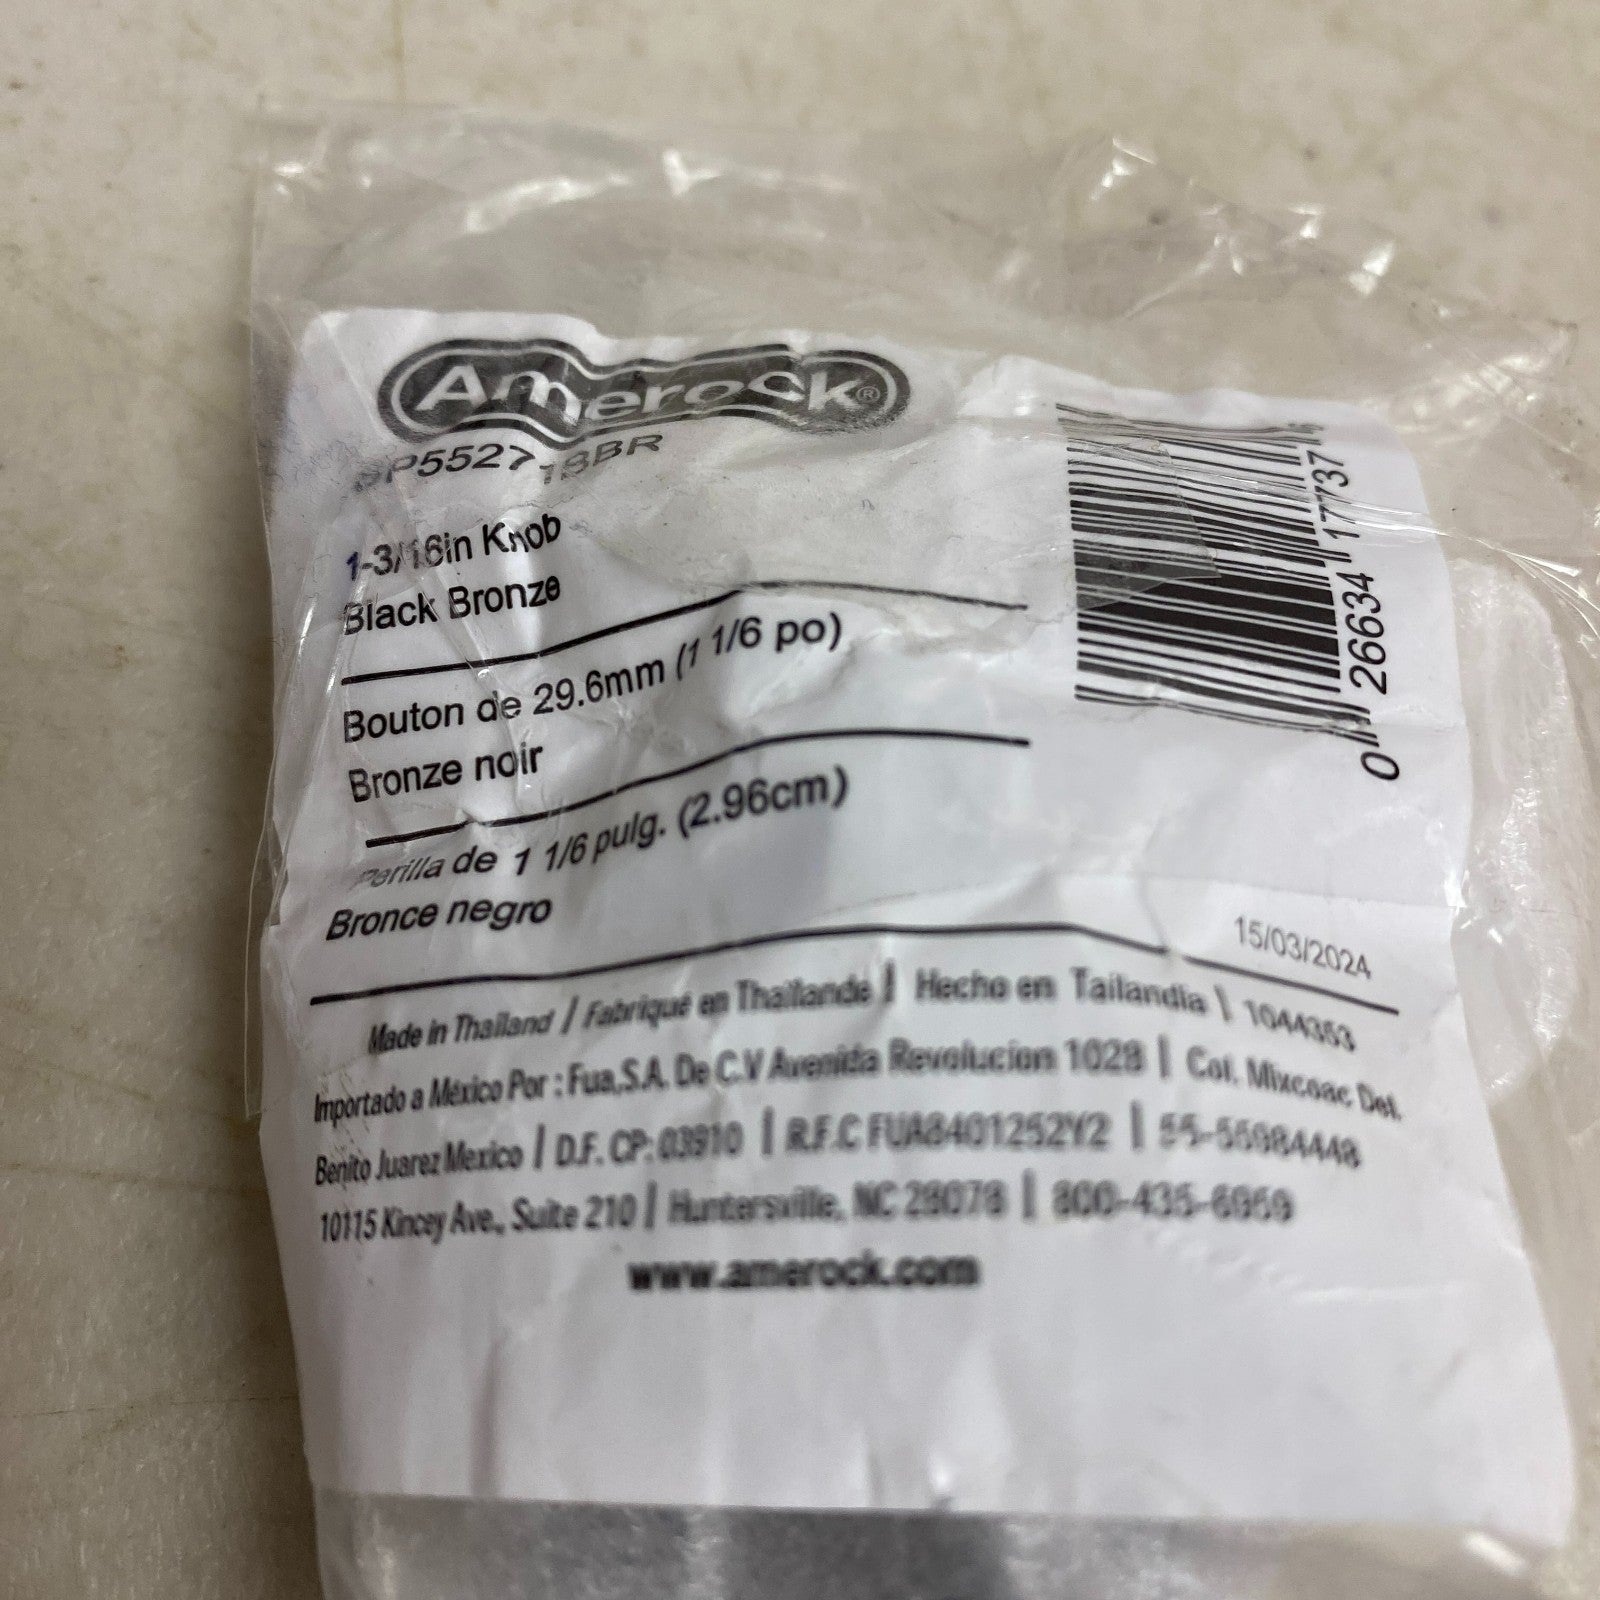 Amerock®
1-3/16in Knob
Black Bronze
Bouton de 29.6mm (1 1/6 po)
Bronze noir
Perilla de 1 1/6 pulg. (2.96cm)
Bronce negro
0 26634 17737
15/03/2024
Made in Thailand / Fabriqué en Thaïlande / Hecho en Tailandia \ 1044353
Importado a México Por : Fua,S.A. De C.V Avenida Revolucion 1028 | Col. Mixcoac Del.
Benito Juarez Mexico / D.F. CP: 03910 | R.F.C FUA8401252Y2 |
10115 Kincey Ave., Suite 210 / Huntersville, NC 28078 | 800-435-6959
www.amerock.com